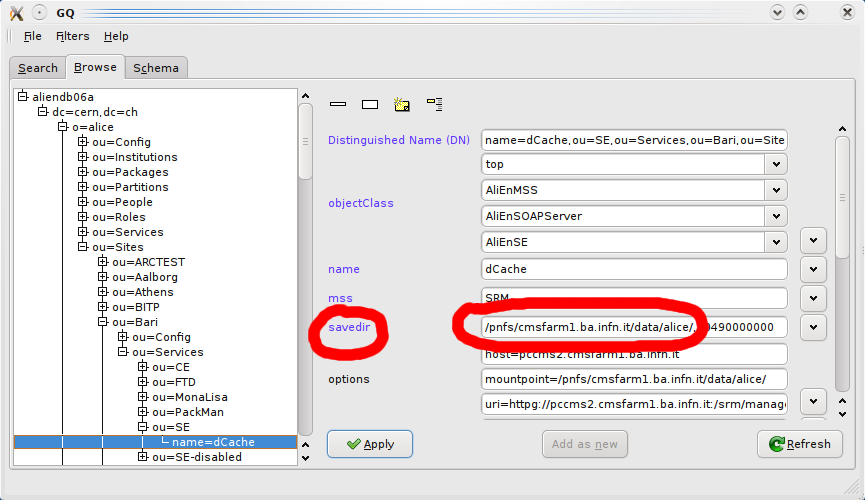 GQ
File Filters Help
Search Browse Schema
aliendb06a
dc=cern,dc=ch
o=alice
ou=Config
ou=Institutions
ou=Packages
ou=Partitions
ou=People
ou=Roles
ou=Services
ou=Sites
ou=ARCTEST
ou=Aalborg
ou=Athens
ou=BITP
ou=Bari
ou=Config
ou=Services
ou=CE
ou=FTD
ou=MonaLisa
ou=PackMan
ou=SE
name=dCache
ou=SE-disabled
Distinguished Name (DN) name=dCache,ou=SE,ou=Services,ou=Bari,ou=Site
top
objectClass AliEnMSS
AliEnSOAPServer
AliEnSE
name dCache
mss SRM
savedir /pnfs/cmsfarm1.ba.infn.it/data/alice/, 490000000
host=pccms2.cmsfarm1.ba.infn.it
options mountpoint=/pnfs/cmsfarm1.ba.infn.it/data/alice/
uri=httpg://pccms2.cmsfarm1.ba.infn.it:/srm/manag
Apply Add as new Refresh